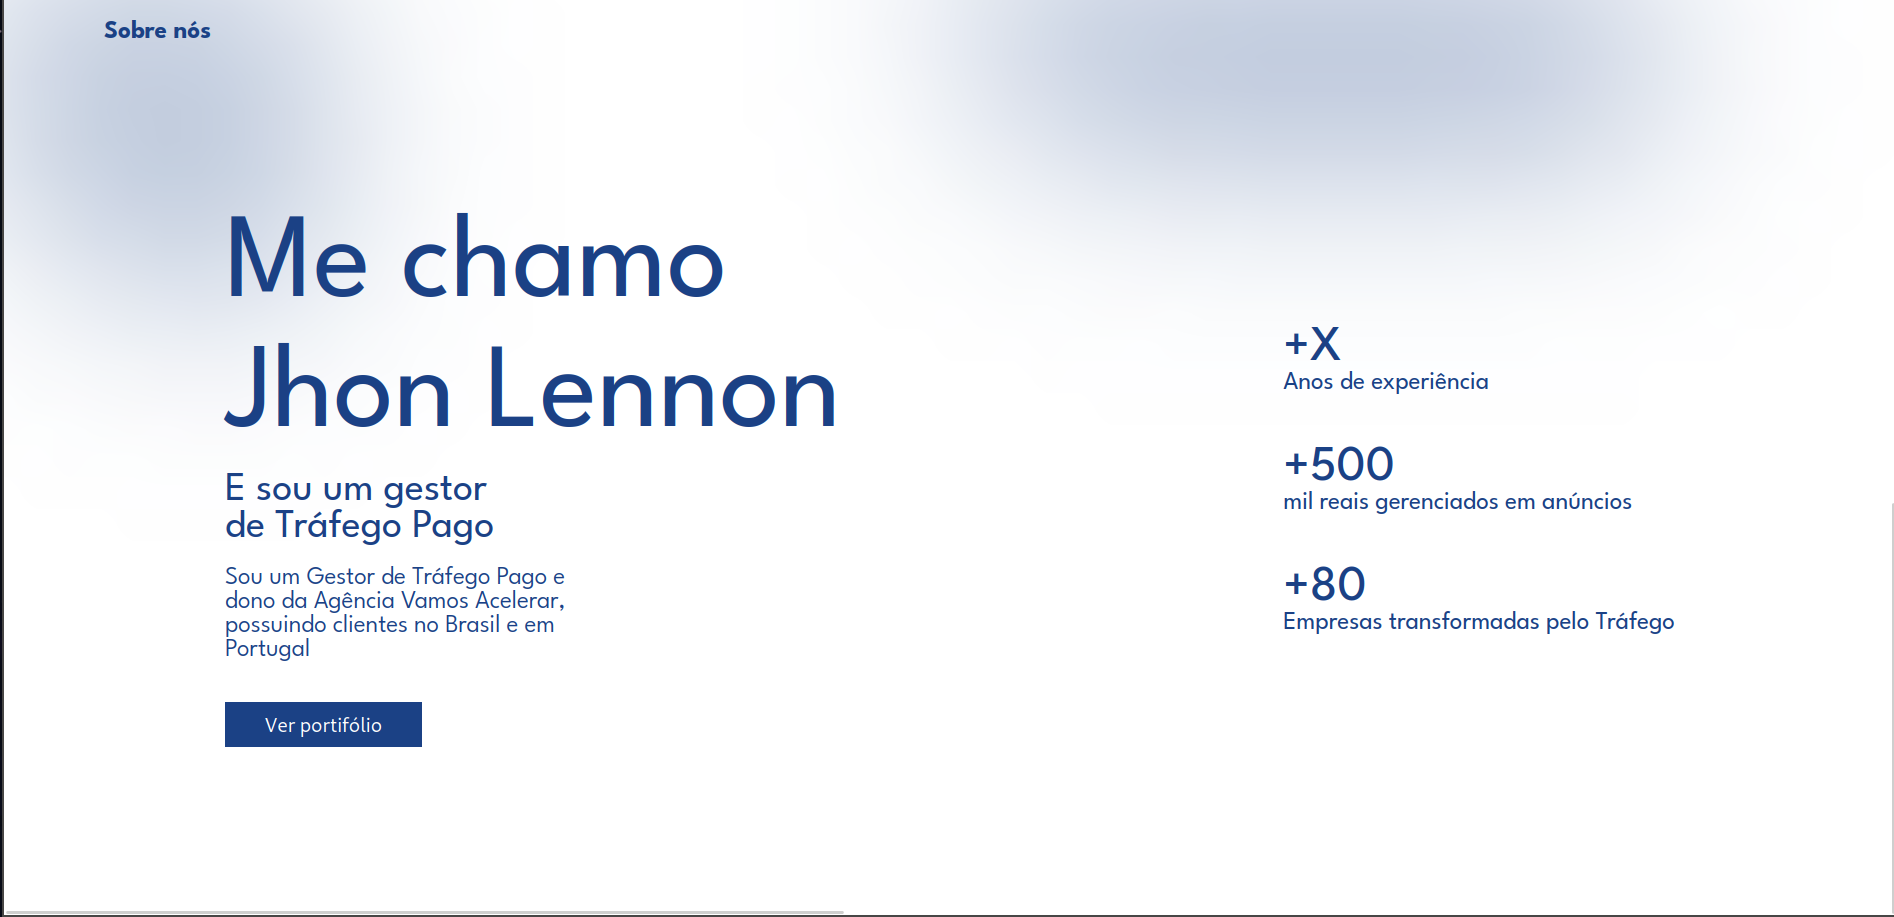 Sobre nós
Me chamo
Jhon Lennon
E sou um gestor
de Tráfego Pago
Sou um Gestor de Tráfego Pago e
dono da Agência Vamos Acelerar,
possuindo clientes no Brasil e em
Portugal
Ver portifólio
+X
Anos de experiência
+500
mil reais gerenciados em anúncios
+80
Empresas transformadas pelo Tráfego